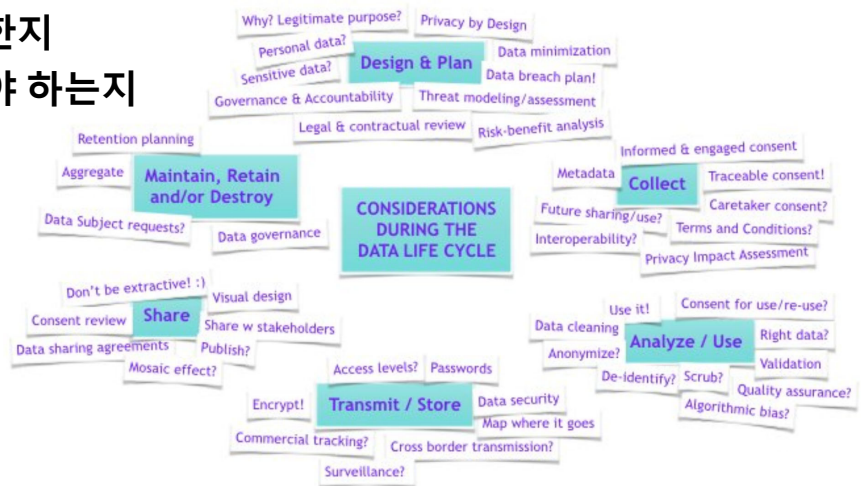 한지
야 하는지
Why? Legitimate purpose?
Privacy by Design
Personal data?
Design & Plan
Data minimization
Sensitive data?
Data breach plan!
Governance & Accountability
Threat modeling/assessment
Legal & contractual review
Risk-benefit analysis
Retention planning
Aggregate
Maintain, Retain
and/or Destroy
Data Subject requests?
Data governance
CONSIDERATIONS
DURING THE
DATA LIFE CYCLE
Informed & engaged consent
Metadata
Collect
Traceable consent!
Caretaker consent?
Future sharing/use?
Terms and Conditions?
Interoperability?
Privacy Impact Assessment
Don't be extractive! :)
Visual design
Consent review
Share
Share w stakeholders
Data sharing agreements
Publish?
Mosaic effect?
Access levels?
Passwords
Encrypt!
Transmit / Store
Data security
Map where it goes
Commercial tracking?
Cross border transmission?
Surveillance?
Use it!
Consent for use/re-use?
Data cleaning
Analyze / Use
Right data?
Anonymize?
Validation
De-identify?
Scrub?
Quality assurance?
Algorithmic bias?